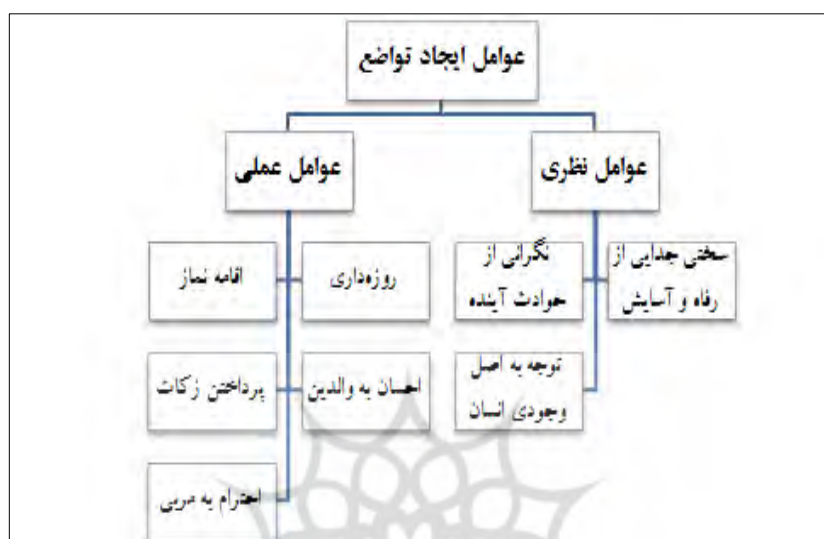 عوامل ایجاد تواضع
عوامل نظری
عوامل عملی
سختی جدایی از
رفاه و آسایش
نگرانی از
حوادث آینده
توجه به اصل
وجودی انسان
روزه‌داری
اقامه نماز
احسان به والدین
پرداختن زکات
احترام به مربی